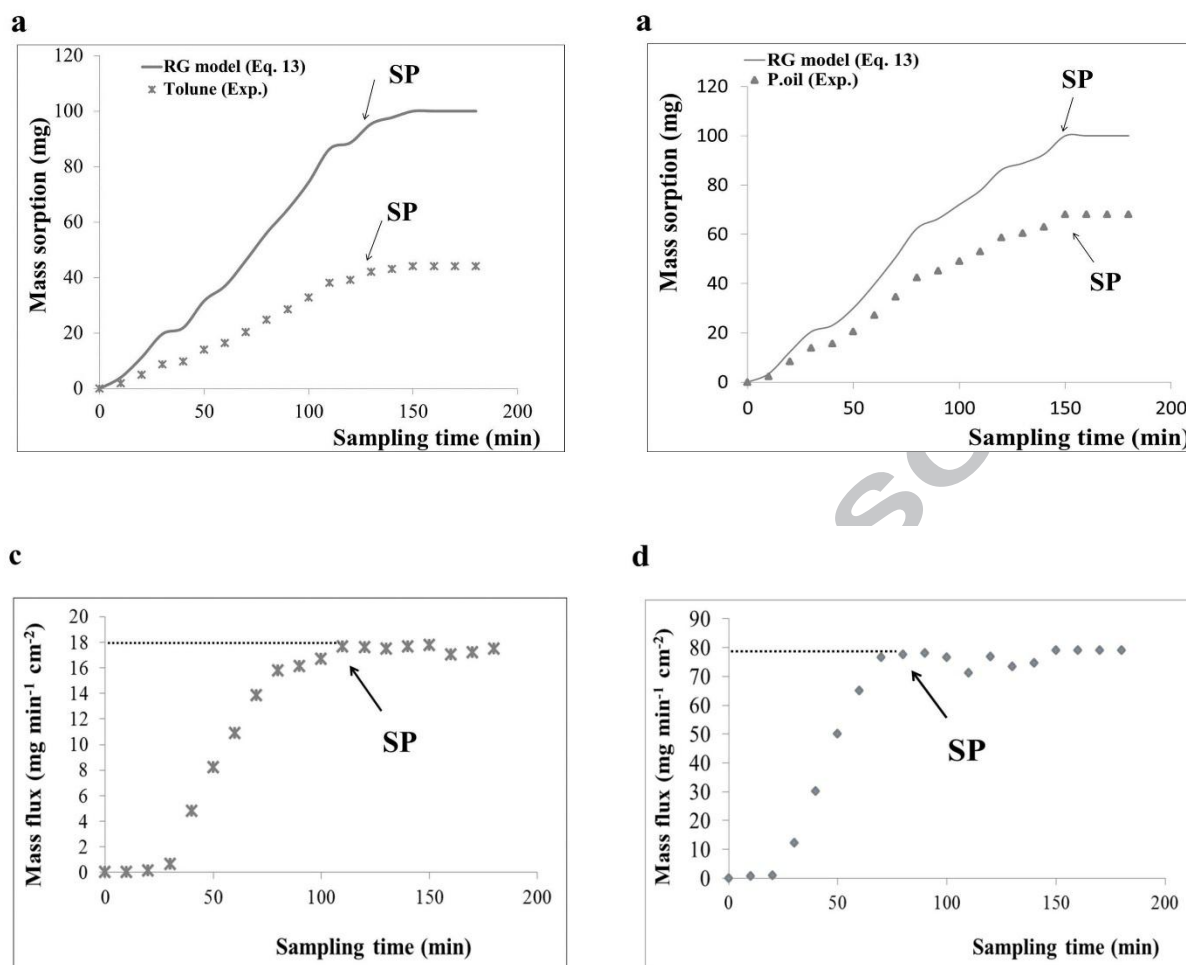 a
120
100
80
60
40
20
0
Mass sorption (mg)
RG model (Eq. 13)
Tolune (Exp.)
SP
SP
0 50 100 150 200
Sampling time (min)
a
120
100
80
60
40
20
0
Mass sorption (mg)
RG model (Eq. 13)
P.oil (Exp.)
SP
SP
0 50 100 150 200
Sampling time (min)
c
20
18
16
14
12
10
8
6
4
2
0
Mass flux (mg min⁻¹ cm⁻²)
SP
0 50 100 150 200
Sampling time (min)
d
90
80
70
60
50
40
30
20
10
0
Mass flux (mg min⁻¹ cm⁻²)
SP
0 50 100 150 200
Sampling time (min)